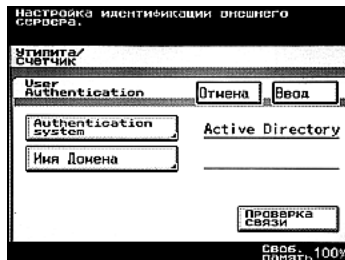 Настройка идентификации внешнего
сервера.
Утилита/
Счетчик
User
Authentication
Отмена
Ввод
Authentication
system
Active Directory
Имя Домена
Проверка
связи
Своб.
память
100%